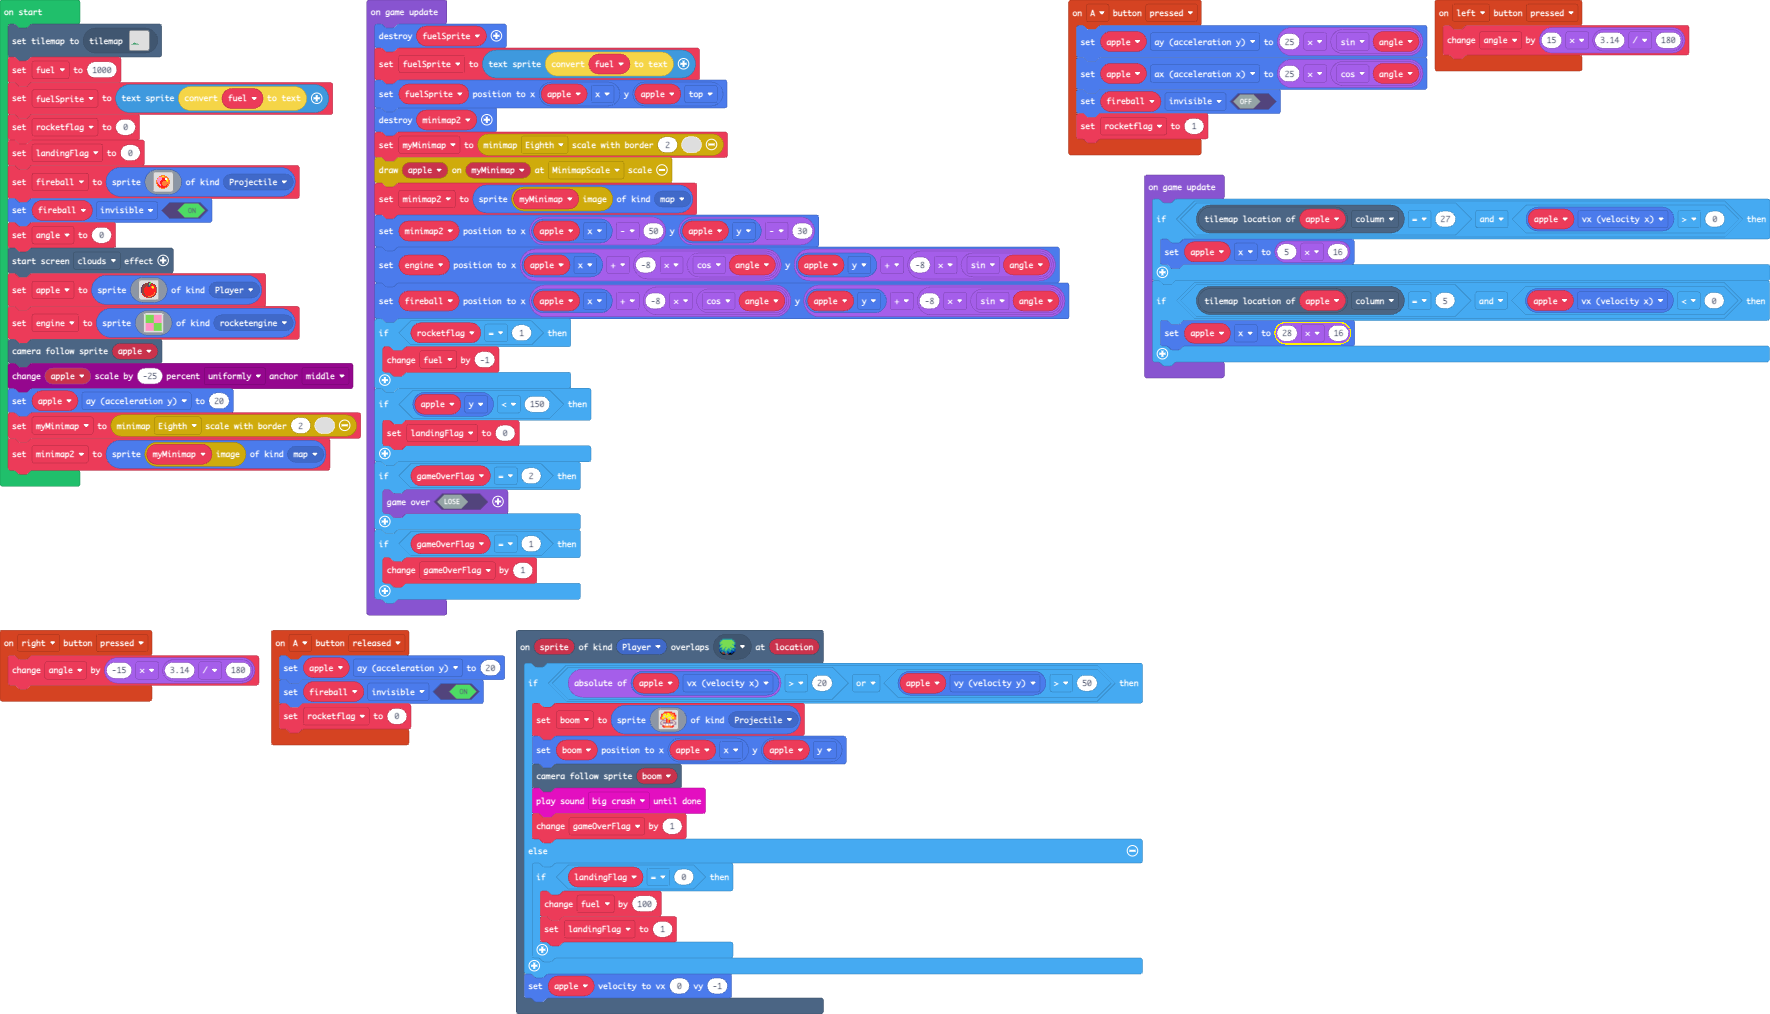 on start
set tilemap to tilemap
set fuel to 1000
set fuelSprite to text sprite convert fuel to text
set rocketflag to 0
set landingFlag to 0
set fireball to sprite of kind Projectile
set fireball invisible ON
set angle to 0
start screen clouds effect
set apple to sprite of kind Player
set engine to sprite of kind rocketengine
camera follow sprite apple
change apple scale by -25 percent uniformly anchor middle
set apple ay (acceleration y) to 20
set myMinimap to minimap Eighth scale with border 2
set minimap2 to sprite myMinimap image of kind map
on game update
destroy fuelSprite
set fuelSprite to text sprite convert fuel to text
set fuelSprite position to x apple x y apple top
destroy minimap2
set myMinimap to minimap Eighth scale with border 2
draw apple on myMinimap at MinimapScale scale
set minimap2 to sprite myMinimap image of kind map
set minimap2 position to x apple x - 50 y apple y - 30
set engine position to x apple x + -8 × cos angle y apple y + -8 × sin angle
set fireball position to x apple x + -8 × cos angle y apple y + -8 × sin angle
if rocketflag = 1 then
change fuel by -1
if apple y < 150 then
set landingFlag to 0
if gameOverFlag = 2 then
game over LOSE
if gameOverFlag = 1 then
change gameOverFlag by 1
on A button pressed
set apple ay (acceleration y) to 25 × sin angle
set apple ax (acceleration x) to 25 × cos angle
set fireball invisible OFF
set rocketflag to 1
on left button pressed
change angle by 15 × 3.14 / 180
on game update
if tilemap location of apple column = 27 and apple vx (velocity x) > 0 then
set apple x to 5 × 16
if tilemap location of apple column = 5 and apple vx (velocity x) < 0 then
set apple x to 28 × 16
on right button pressed
change angle by -15 × 3.14 / 180
on A button released
set apple ay (acceleration y) to 20
set fireball invisible ON
set rocketflag to 0
on sprite of kind Player overlaps at location
if absolute of apple vx (velocity x) > 20 or apple vy (velocity y) > 50 then
set boom to sprite of kind Projectile
set boom position to x apple x y apple y
camera follow sprite boom
play sound big crash until done
change gameOverFlag by 1
else
if landingFlag = 0 then
change fuel by 100
set landingFlag to 1
set apple velocity to vx 0 vy -1